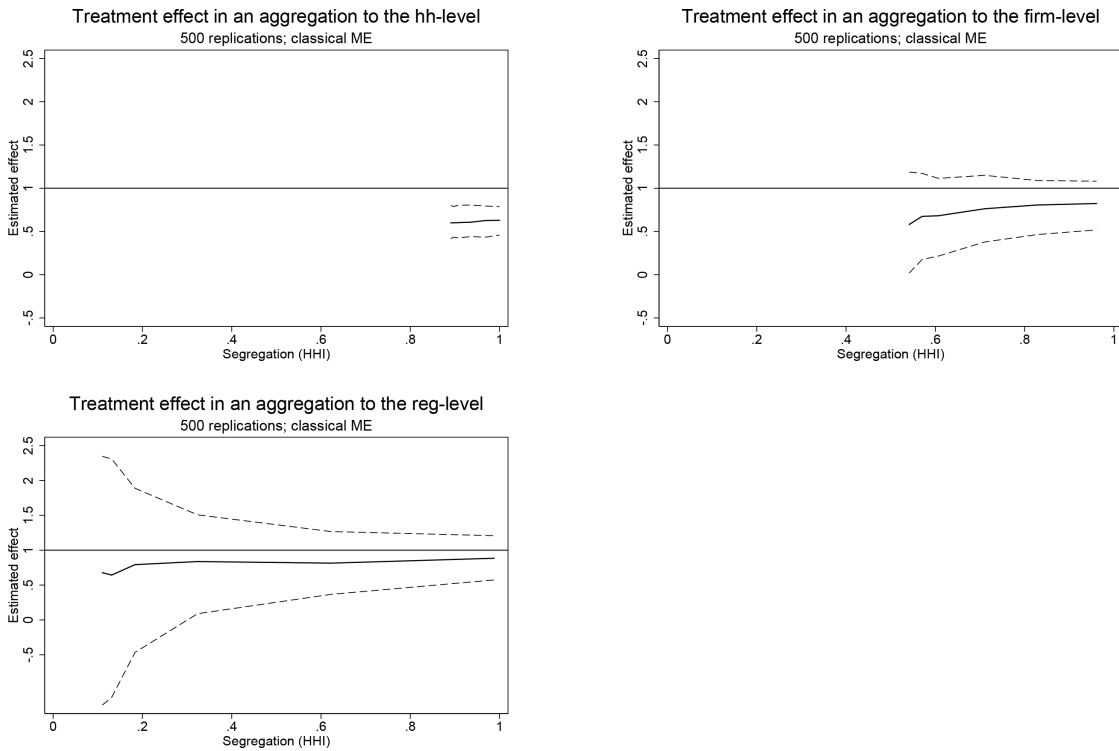 Treatment effect in an aggregation to the hh-level
500 replications; classical ME
Estimated effect
2.5
2
1.5
1
.5
0
-.5
0 .2 .4 .6 .8 1
Segregation (HHI)
Treatment effect in an aggregation to the firm-level
500 replications; classical ME
Estimated effect
2.5
2
1.5
1
.5
0
-.5
0 .2 .4 .6 .8 1
Segregation (HHI)
Treatment effect in an aggregation to the reg-level
500 replications; classical ME
Estimated effect
2.5
2
1.5
1
.5
0
-.5
0 .2 .4 .6 .8 1
Segregation (HHI)